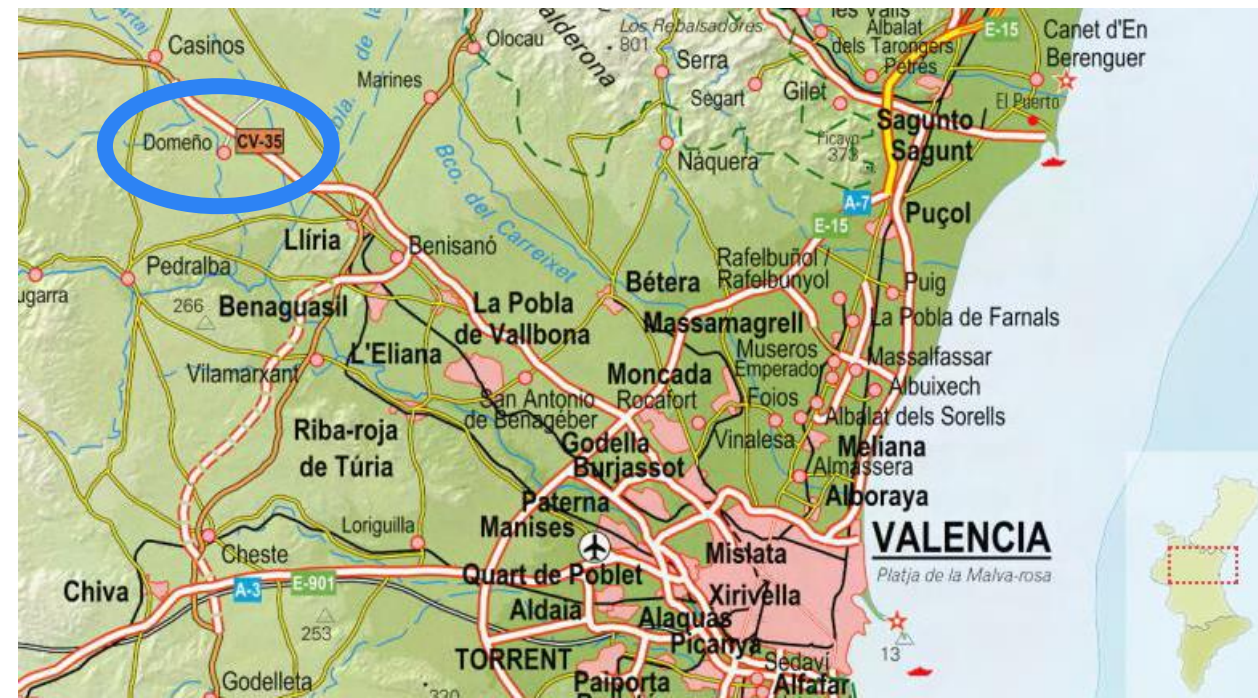 Casinos
Olocau
Los Rebalsadores
801
Serra
Segart
Gilet
les Valls
Albalat
dels Tarongers
Petrés
E-15
Canet d'En
Berenguer
El Puerto
Marines
Domeño
CV-35
Náquera
Picayo
373
Sagunto /
Sagunt
A-7
E-15
Puçol
Bco. del Carreixet
Llíria
Benisanó
Pedralba
266
Benaguasil
La Pobla
de Vallbona
Bétera
Rafelbuñol /
Rafelbunyol
Puig
La Pobla de Farnals
Massamagrell
Museros
Emperador
Massalfassar
Albuixech
L'Eliana
Vilamarxant
San Antonio
de Benagéber
Moncada
Rocafort
Foios
Albalat dels Sorells
Vinalesa
Meliana
Almassera
Alboraya
Riba-roja
de Túria
Godella
Burjassot
Paterna
Manises
Loriguilla
Cheste
Chiva
A-3
E-901
253
Quart de Poblet
Mislata
VALENCIA
Platja de la Malva-rosa
Xirivella
Aldaia
Alaquàs
Picanya
TORRENT
Sedaví
13
Godelleta
Paiporta
Alfafar